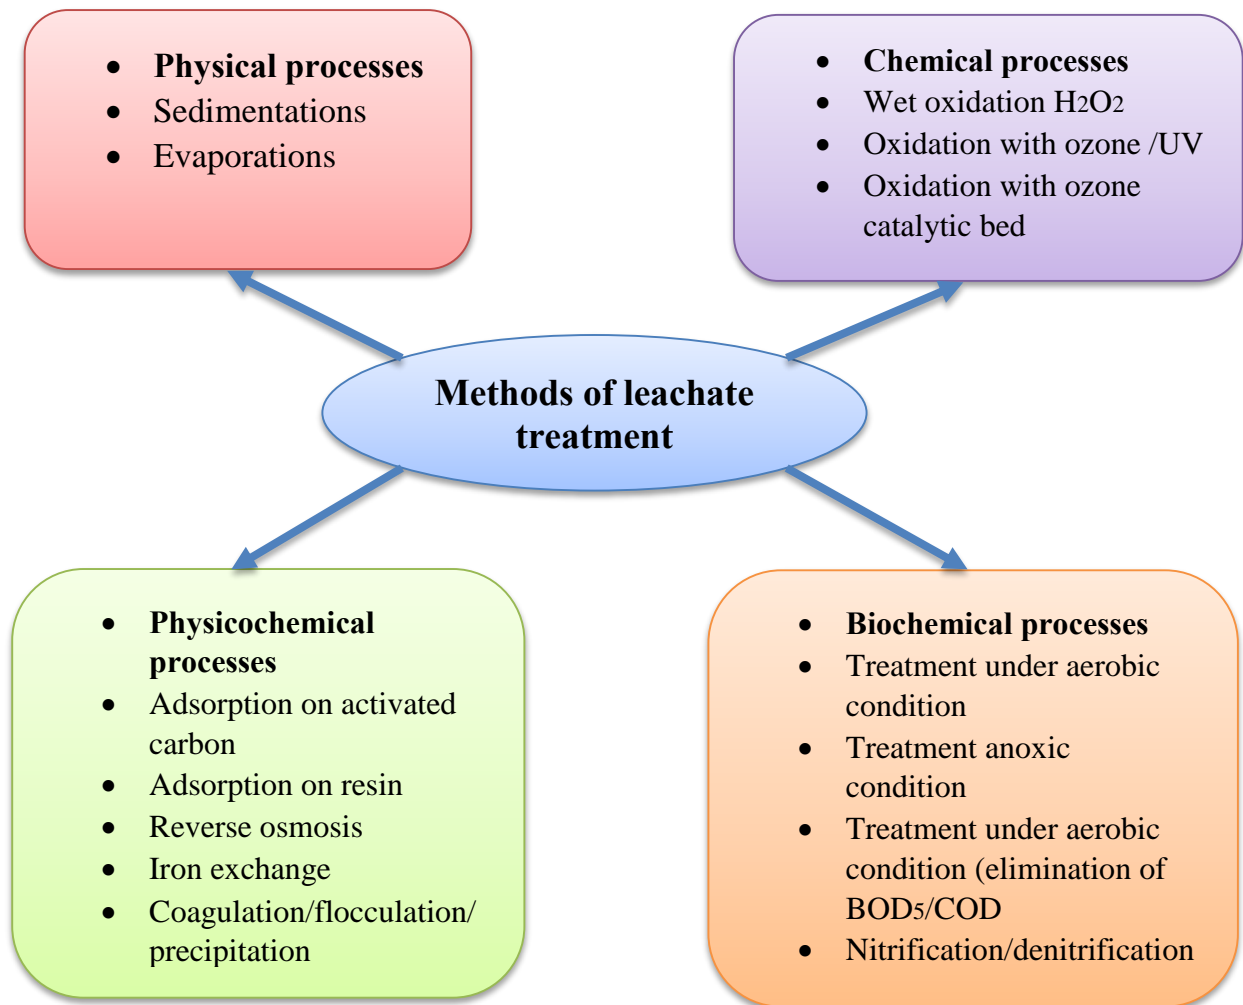 • Physical processes
• Sedimentations
• Evaporations
• Chemical processes
• Wet oxidation H2O2
• Oxidation with ozone /UV
• Oxidation with ozone
catalytic bed
Methods of leachate
treatment
• Physicochemical
processes
• Adsorption on activated
carbon
• Adsorption on resin
• Reverse osmosis
• Iron exchange
• Coagulation/flocculation/
precipitation
• Biochemical processes
• Treatment under aerobic
condition
• Treatment anoxic
condition
• Treatment under aerobic
condition (elimination of
BOD5/COD
• Nitrification/denitrification